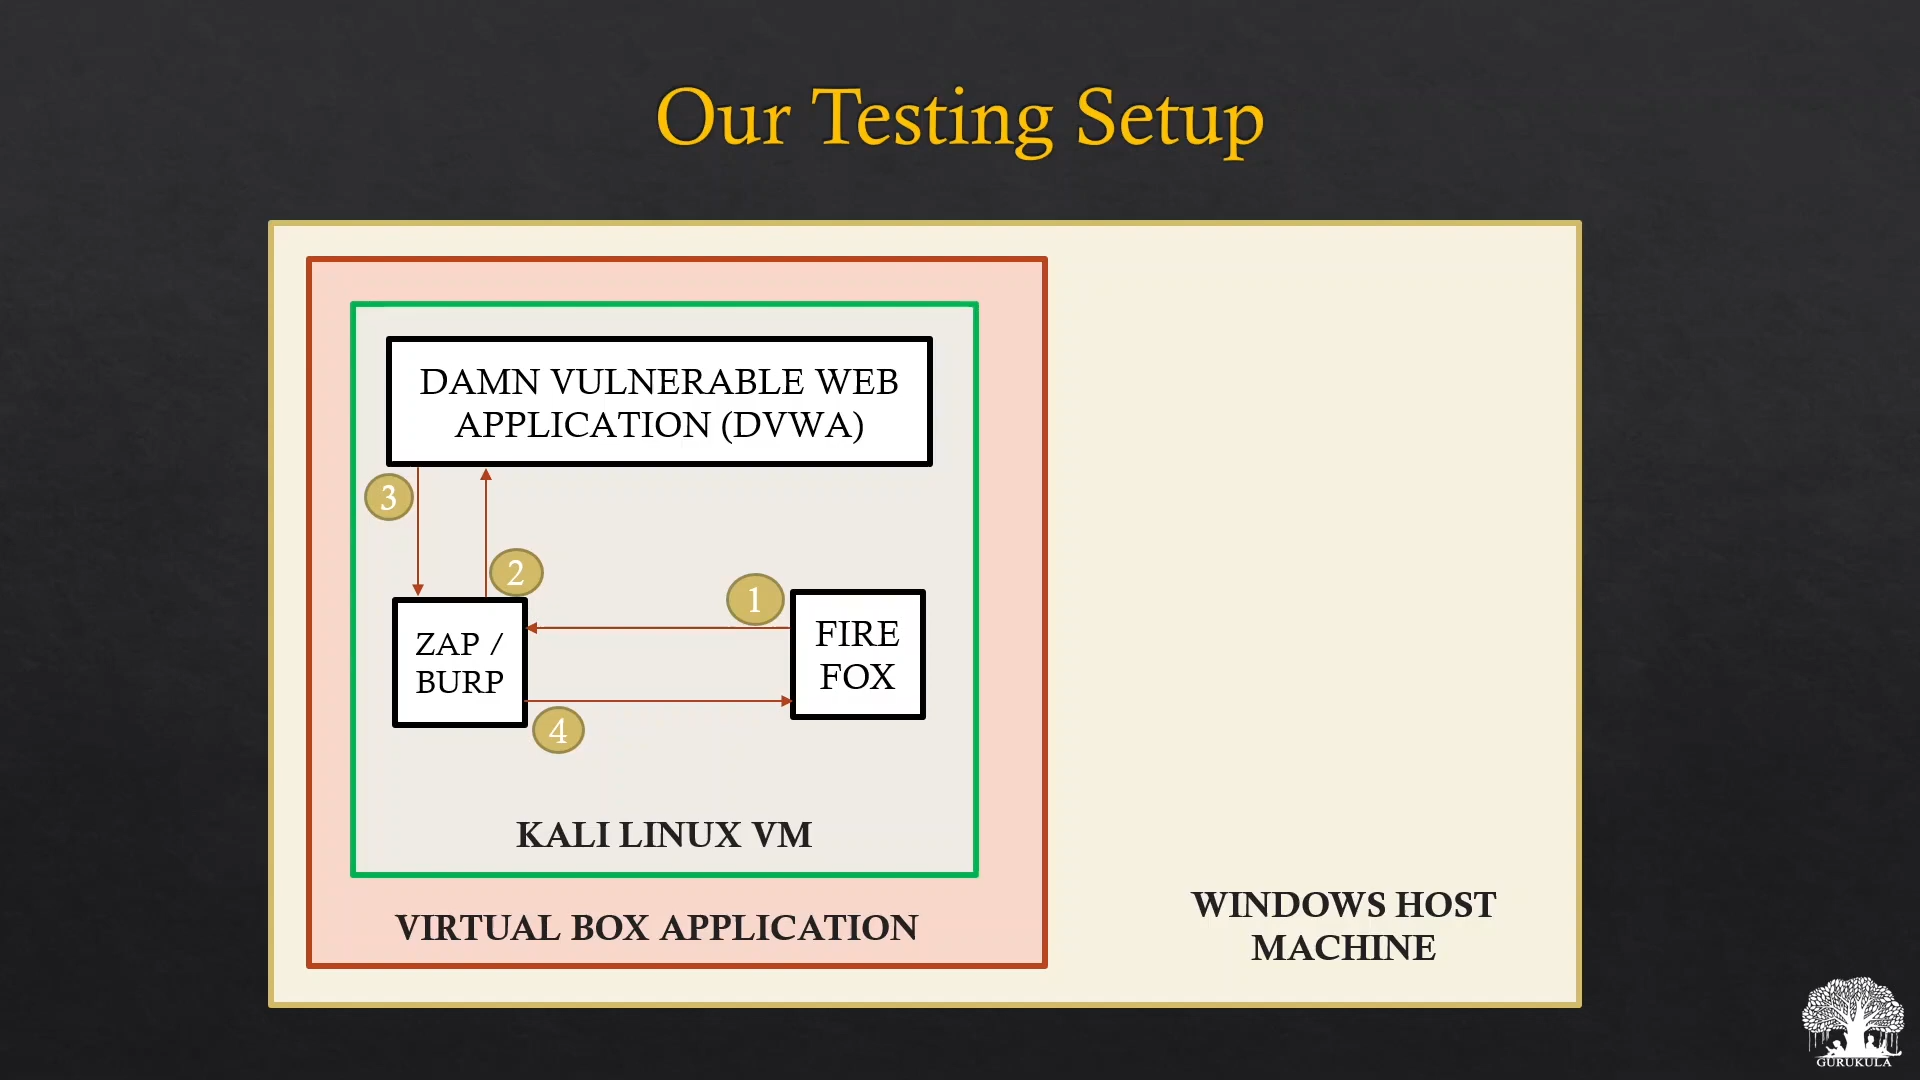 Our Testing Setup
DAMN VULNERABLE WEB
APPLICATION (DVWA)
3
2
1
ZAP /
BURP
FIRE
FOX
4
KALI LINUX VM
VIRTUAL BOX APPLICATION
WINDOWS HOST
MACHINE
GURUKULA